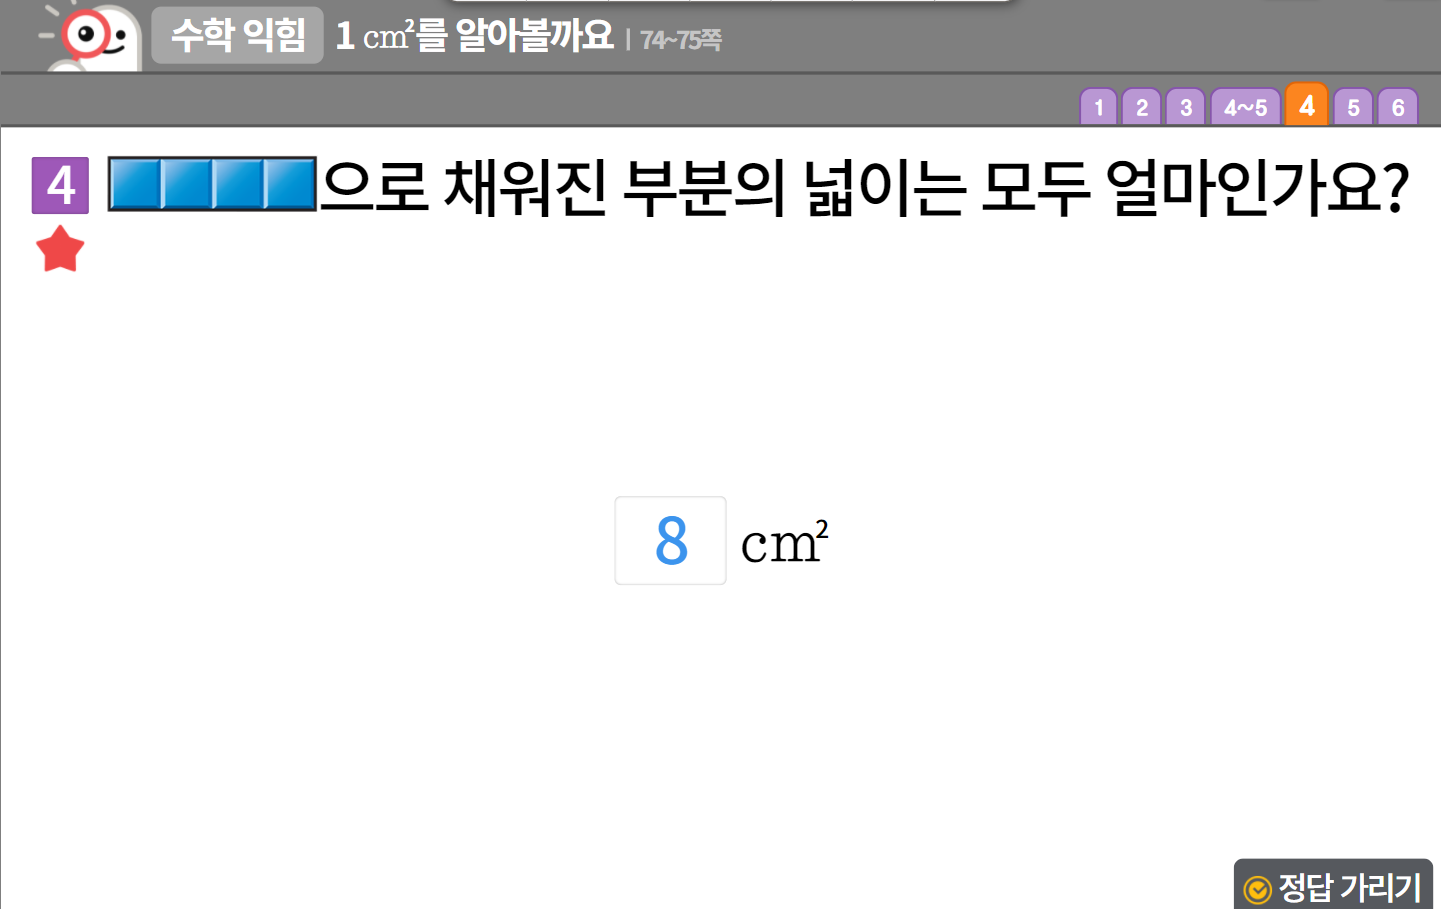 수학 익힘 1 cm²를 알아볼까요 | 74~75쪽
1 2 3 4~5 4 5 6
4 으로 채워진 부분의 넓이는 모두 얼마인가요?
8 cm²
정답 가리기